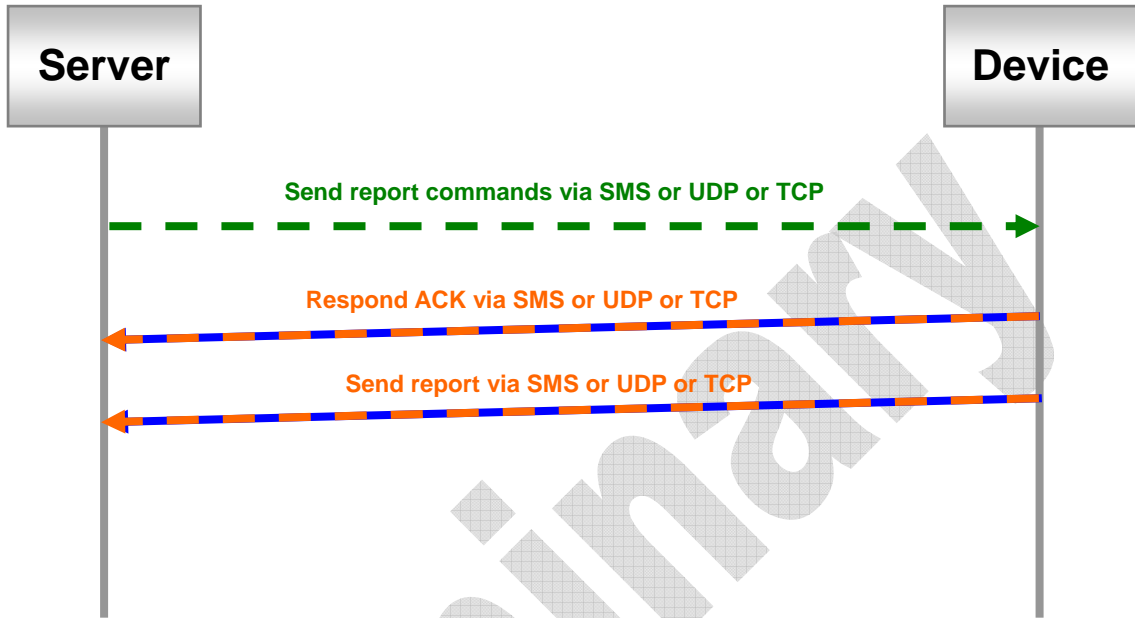 Server
Device
Send report commands via SMS or UDP or TCP
Respond ACK via SMS or UDP or TCP
Send report via SMS or UDP or TCP
inary